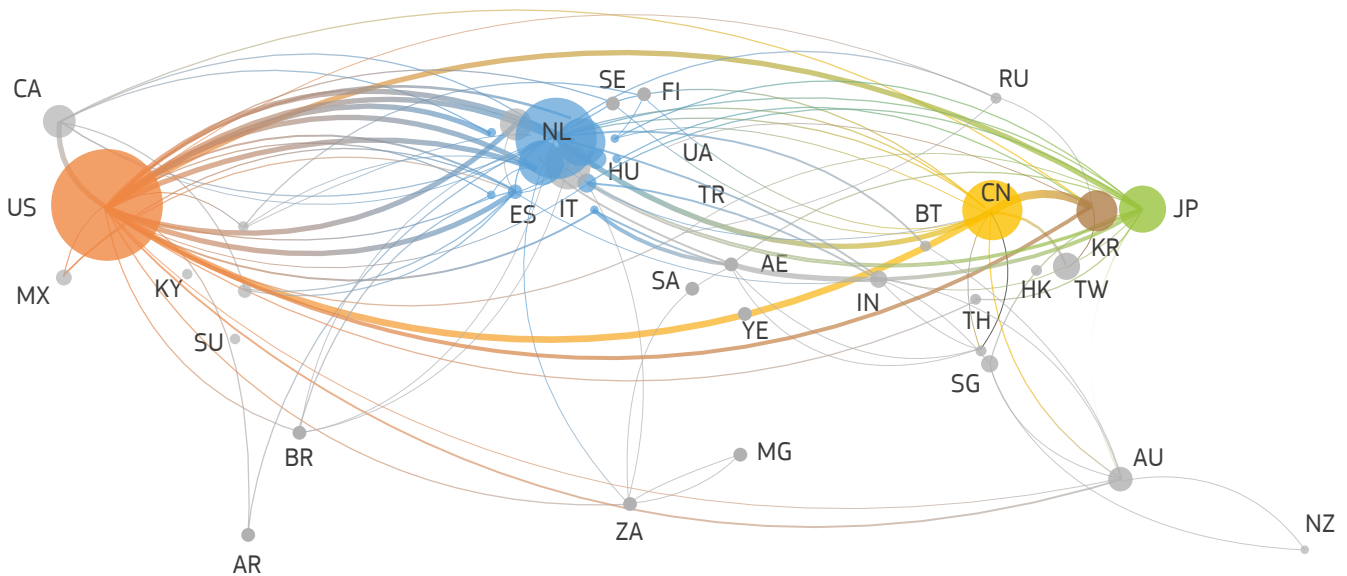 RU
SE
FI
CA
NL
UA
HU
TR
CN
US
ES
IT
BT
JP
KR
AE
SA
IN
HK
TW
MX
KY
YE
TH
SU
SG
BR
MG
AU
ZA
NZ
AR